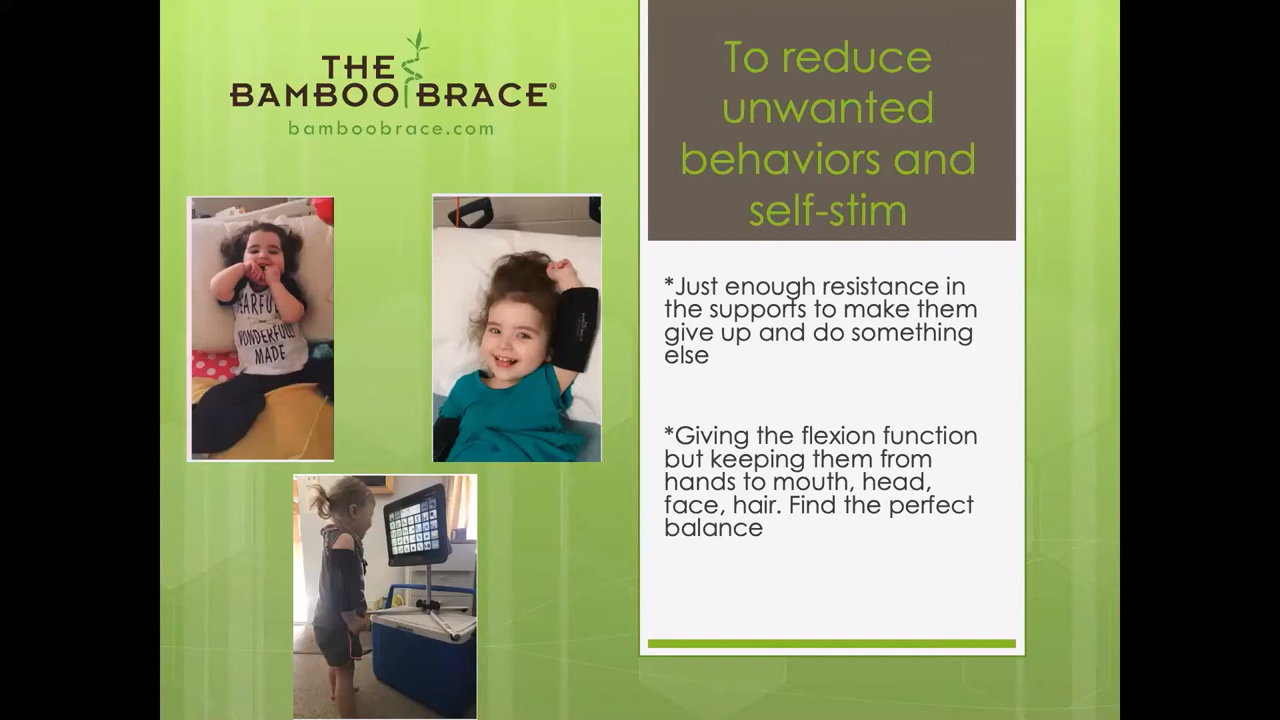 THE
BAMBOO BRACE®
bamboobrace.com
To reduce
unwanted
behaviors and
self-stim
*Just enough resistance in
the supports to make them
give up and do something
else
*Giving the flexion function
but keeping them from
hands to mouth, head,
face, hair. Find the perfect
balance
WONDERFULLY
MADE